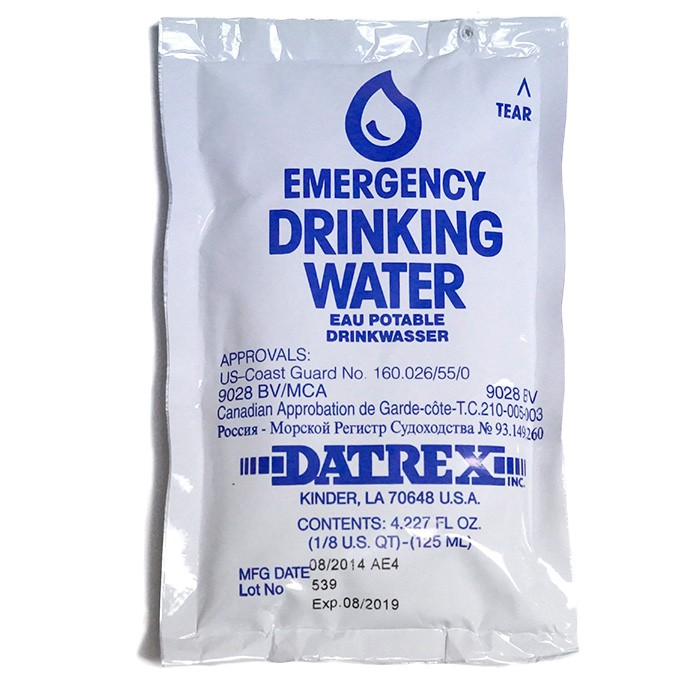 ^
TEAR
EMERGENCY
DRINKING
WATER
EAU POTABLE
DRINKWASSER
APPROVALS:
US-Coast Guard No. 160.026/55/0
9028 BV/MCA 9028 BV
Canadian Approbation de Garde-côte-T.C.210-005-003
Россия - Морской Регистр Судоходства № 93.149260
DATREX INC.
KINDER, LA 70648 U.S.A.
CONTENTS: 4.227 FL OZ.
(1/8 U.S. QT)-(125 ML)
MFG DATE 08/2014 AE4
Lot No 539
Exp.08/2019